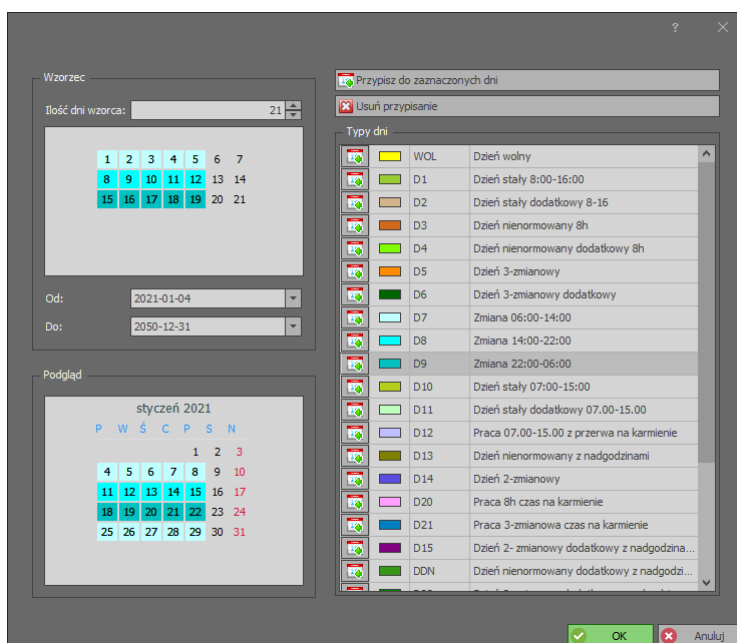 ?
Wzorzec
Ilość dni wzorca: 21
1 2 3 4 5 6 7
8 9 10 11 12 13 14
15 16 17 18 19 20 21
Od: 2021-01-04
Do: 2050-12-31
Podgląd
styczeń 2021
P W Ś C P S N
1 2 3
4 5 6 7 8 9 10
11 12 13 14 15 16 17
18 19 20 21 22 23 24
25 26 27 28 29 30 31
Przypisz do zaznaczonych dni
Usuń przypisanie
Typy dni
WOL Dzień wolny
D1 Dzień stały 8:00-16:00
D2 Dzień stały dodatkowy 8-16
D3 Dzień nienormowany 8h
D4 Dzień nienormowany dodatkowy 8h
D5 Dzień 3-zmianowy
D6 Dzień 3-zmianowy dodatkowy
D7 Zmiana 06:00-14:00
D8 Zmiana 14:00-22:00
D9 Zmiana 22:00-06:00
D10 Dzień stały 07:00-15:00
D11 Dzień stały dodatkowy 07.00-15.00
D12 Praca 07.00-15.00 z przerwa na karmienie
D13 Dzień nienormowany z nadgodzinami
D14 Dzień 2-zmianowy
D20 Praca 8h czas na karmienie
D21 Praca 3-zmianowa czas na karmienie
D15 Dzień 2- zmianowy dodatkowy z nadgodzina...
DDN Dzień nienormowany dodatkowy z nadgodzi...
OK Anuluj